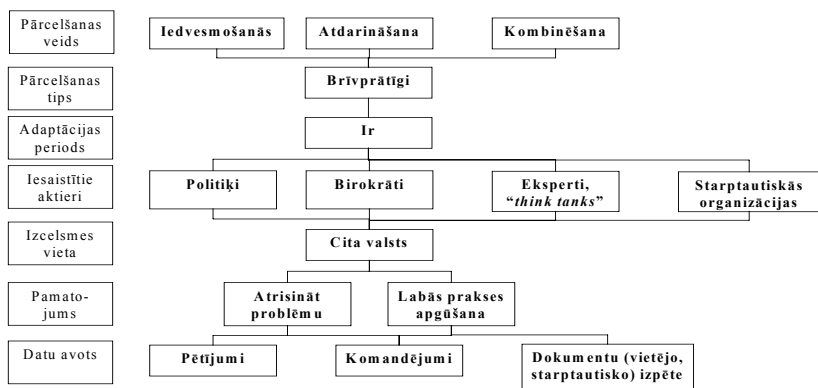 Pārcelšanas
veids
Iedvesmošanās
Atdarināšana
Kombinēšana
Pārcelšanas
tips
Brīvprātīgi
Adaptācijas
periods
Ir
Iesaistītie
aktieri
Politiķi
Birokrāti
Eksperti,
“think tanks”
Starptautiskās
organizācijas
Izcelsmes
vieta
Cita valsts
Pamato-
jums
Atrisināt
problēmu
Labās prakses
apgūšana
Datu avots
Pētījumi
Komandējumi
Dokumentu (vietējo,
starptautisko) izpēte